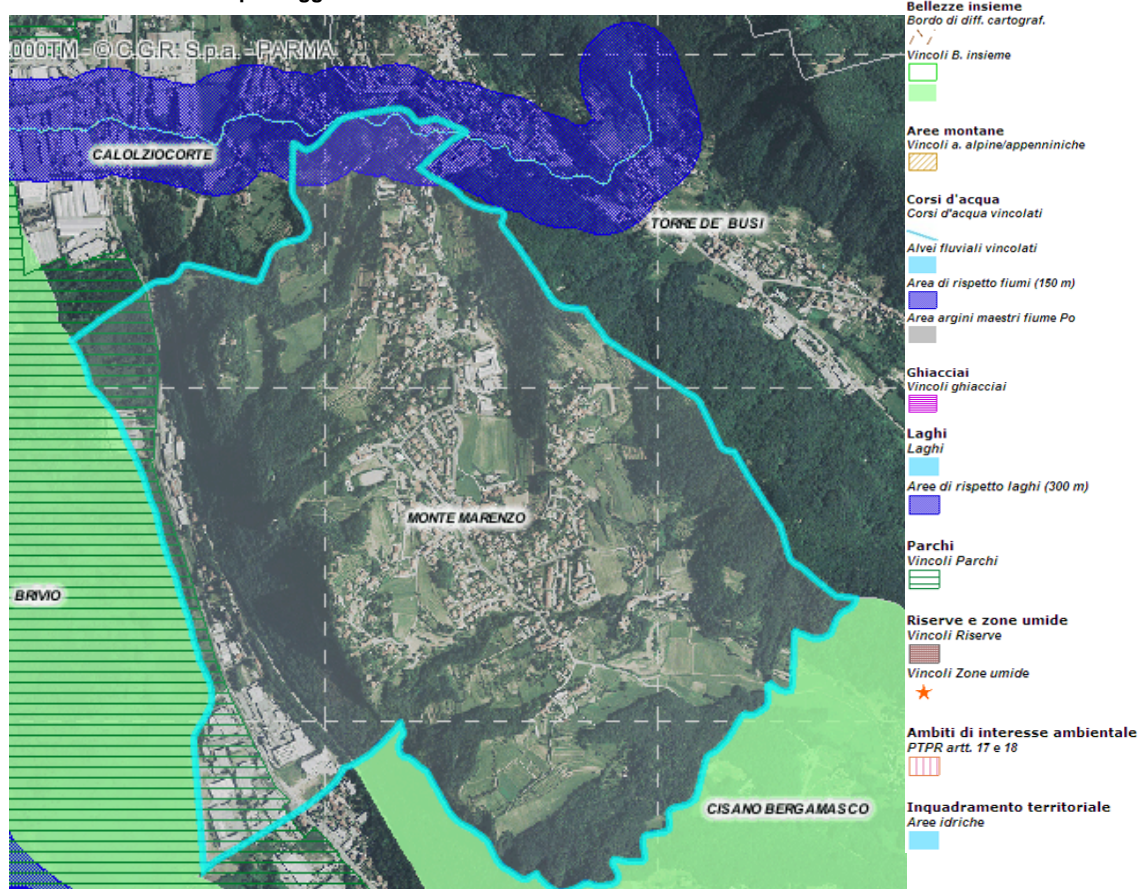 .000TM - © C.G.R. S.p.a. - PARMA
CALOLZIOCORTE
TORRE DE` BUSI
MONTE MARENZO
BRIVIO
CISANO BERGAMASCO
Bellezze insieme
Bordo di diff. cartograf.
Vincoli B. insieme
Aree montane
Vincoli a. alpine/appenniniche
Corsi d'acqua
Corsi d'acqua vincolati
Alvei fluviali vincolati
Area di rispetto fiumi (150 m)
Area argini maestri fiume Po
Ghiacciai
Vincoli ghiacciai
Laghi
Laghi
Aree di rispetto laghi (300 m)
Parchi
Vincoli Parchi
Riserve e zone umide
Vincoli Riserve
Vincoli Zone umide
Ambiti di interesse ambientale
PTPR artt. 17 e 18
Inquadramento territoriale
Aree idriche